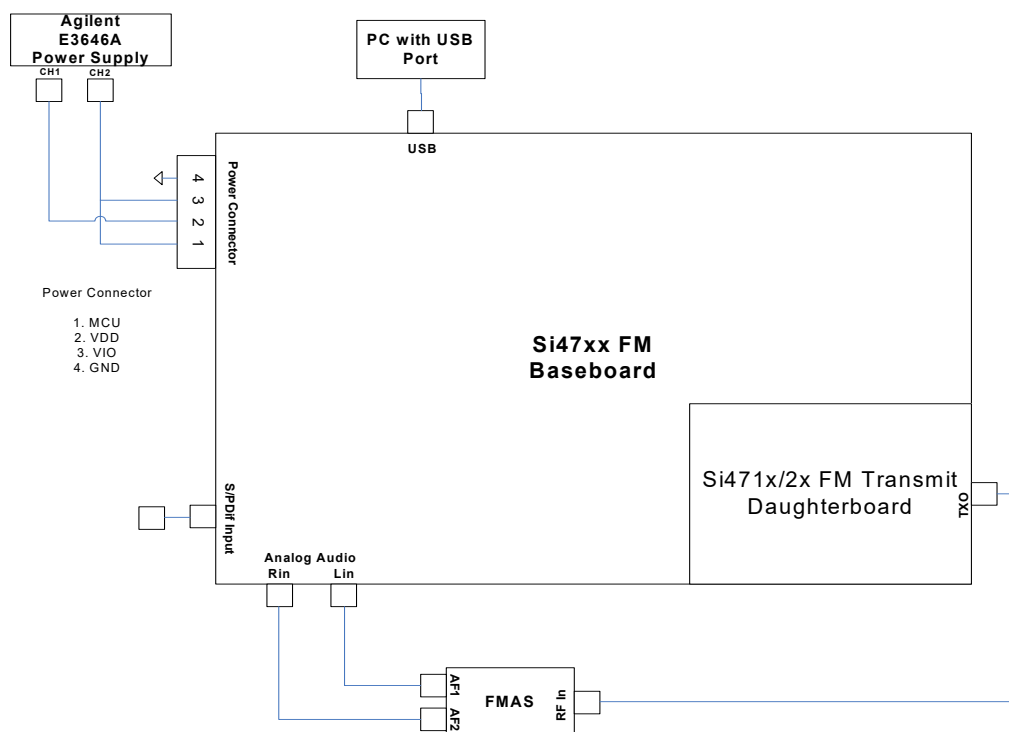 Agilent
E3646A
Power Supply
CH1 CH2
PC with USB
Port
USB
Power Connector
4
3
2
1
Power Connector
1. MCU
2. VDD
3. VIO
4. GND
Si47xx FM
Baseboard
Si471x/2x FM Transmit
Daughterboard
TXO
S/PDif Input
Analog Audio
Rin Lin
AF1
AF2
FMAS
RF In